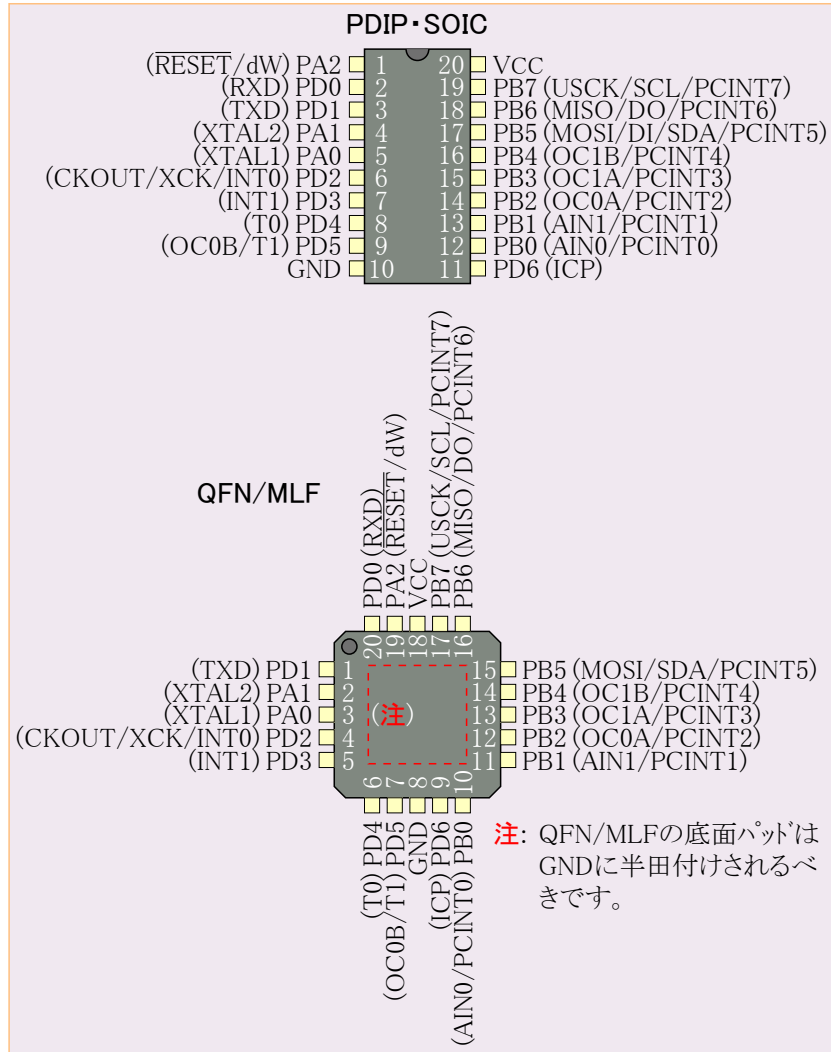 PDIP・SOIC
(RESET/dW) PA2 1 20 VCC
(RXD) PD0 2 19 PB7 (USCK/SCL/PCINT7)
(TXD) PD1 3 18 PB6 (MISO/DO/PCINT6)
(XTAL2) PA1 4 17 PB5 (MOSI/DI/SDA/PCINT5)
(XTAL1) PA0 5 16 PB4 (OC1B/PCINT4)
(CKOUT/XCK/INT0) PD2 6 15 PB3 (OC1A/PCINT3)
(INT1) PD3 7 14 PB2 (OC0A/PCINT2)
(T0) PD4 8 13 PB1 (AIN1/PCINT1)
(OC0B/T1) PD5 9 12 PB0 (AIN0/PCINT0)
GND 10 11 PD6 (ICP)
QFN/MLF
PD0 (RXD)
PA2 (RESET/dW)
VCC
PB7 (USCK/SCL/PCINT7)
PB6 (MISO/DO/PCINT6)
20 19 18 17 16
(TXD) PD1 1 15 PB5 (MOSI/SDA/PCINT5)
(XTAL2) PA1 2 14 PB4 (OC1B/PCINT4)
(XTAL1) PA0 3 (注) 13 PB3 (OC1A/PCINT3)
(CKOUT/XCK/INT0) PD2 4 12 PB2 (OC0A/PCINT2)
(INT1) PD3 5 11 PB1 (AIN1/PCINT1)
6 7 8 9 10
(T0) PD4
(OC0B/T1) PD5
GND
(ICP) PD6
(AIN0/PCINT0) PB0
注: QFN/MLFの底面ﾊﾟｯﾄﾞは
GNDに半田付けされるべ
きです。